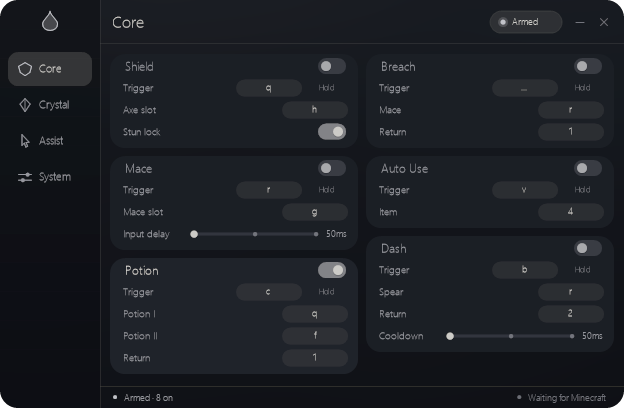 Core
Armed
Core
Crystal
Assist
System
Shield
Trigger q Hold
Axe slot h
Stun lock
Mace
Trigger r Hold
Mace slot g
Input delay 50ms
Potion
Trigger c Hold
Potion I q
Potion II f
Return 1
Breach
Trigger ... Hold
Mace r
Return 1
Auto Use
Trigger v Hold
Item 4
Dash
Trigger b Hold
Spear r
Return 2
Cooldown 50ms
Armed · 8 on
Waiting for Minecraft